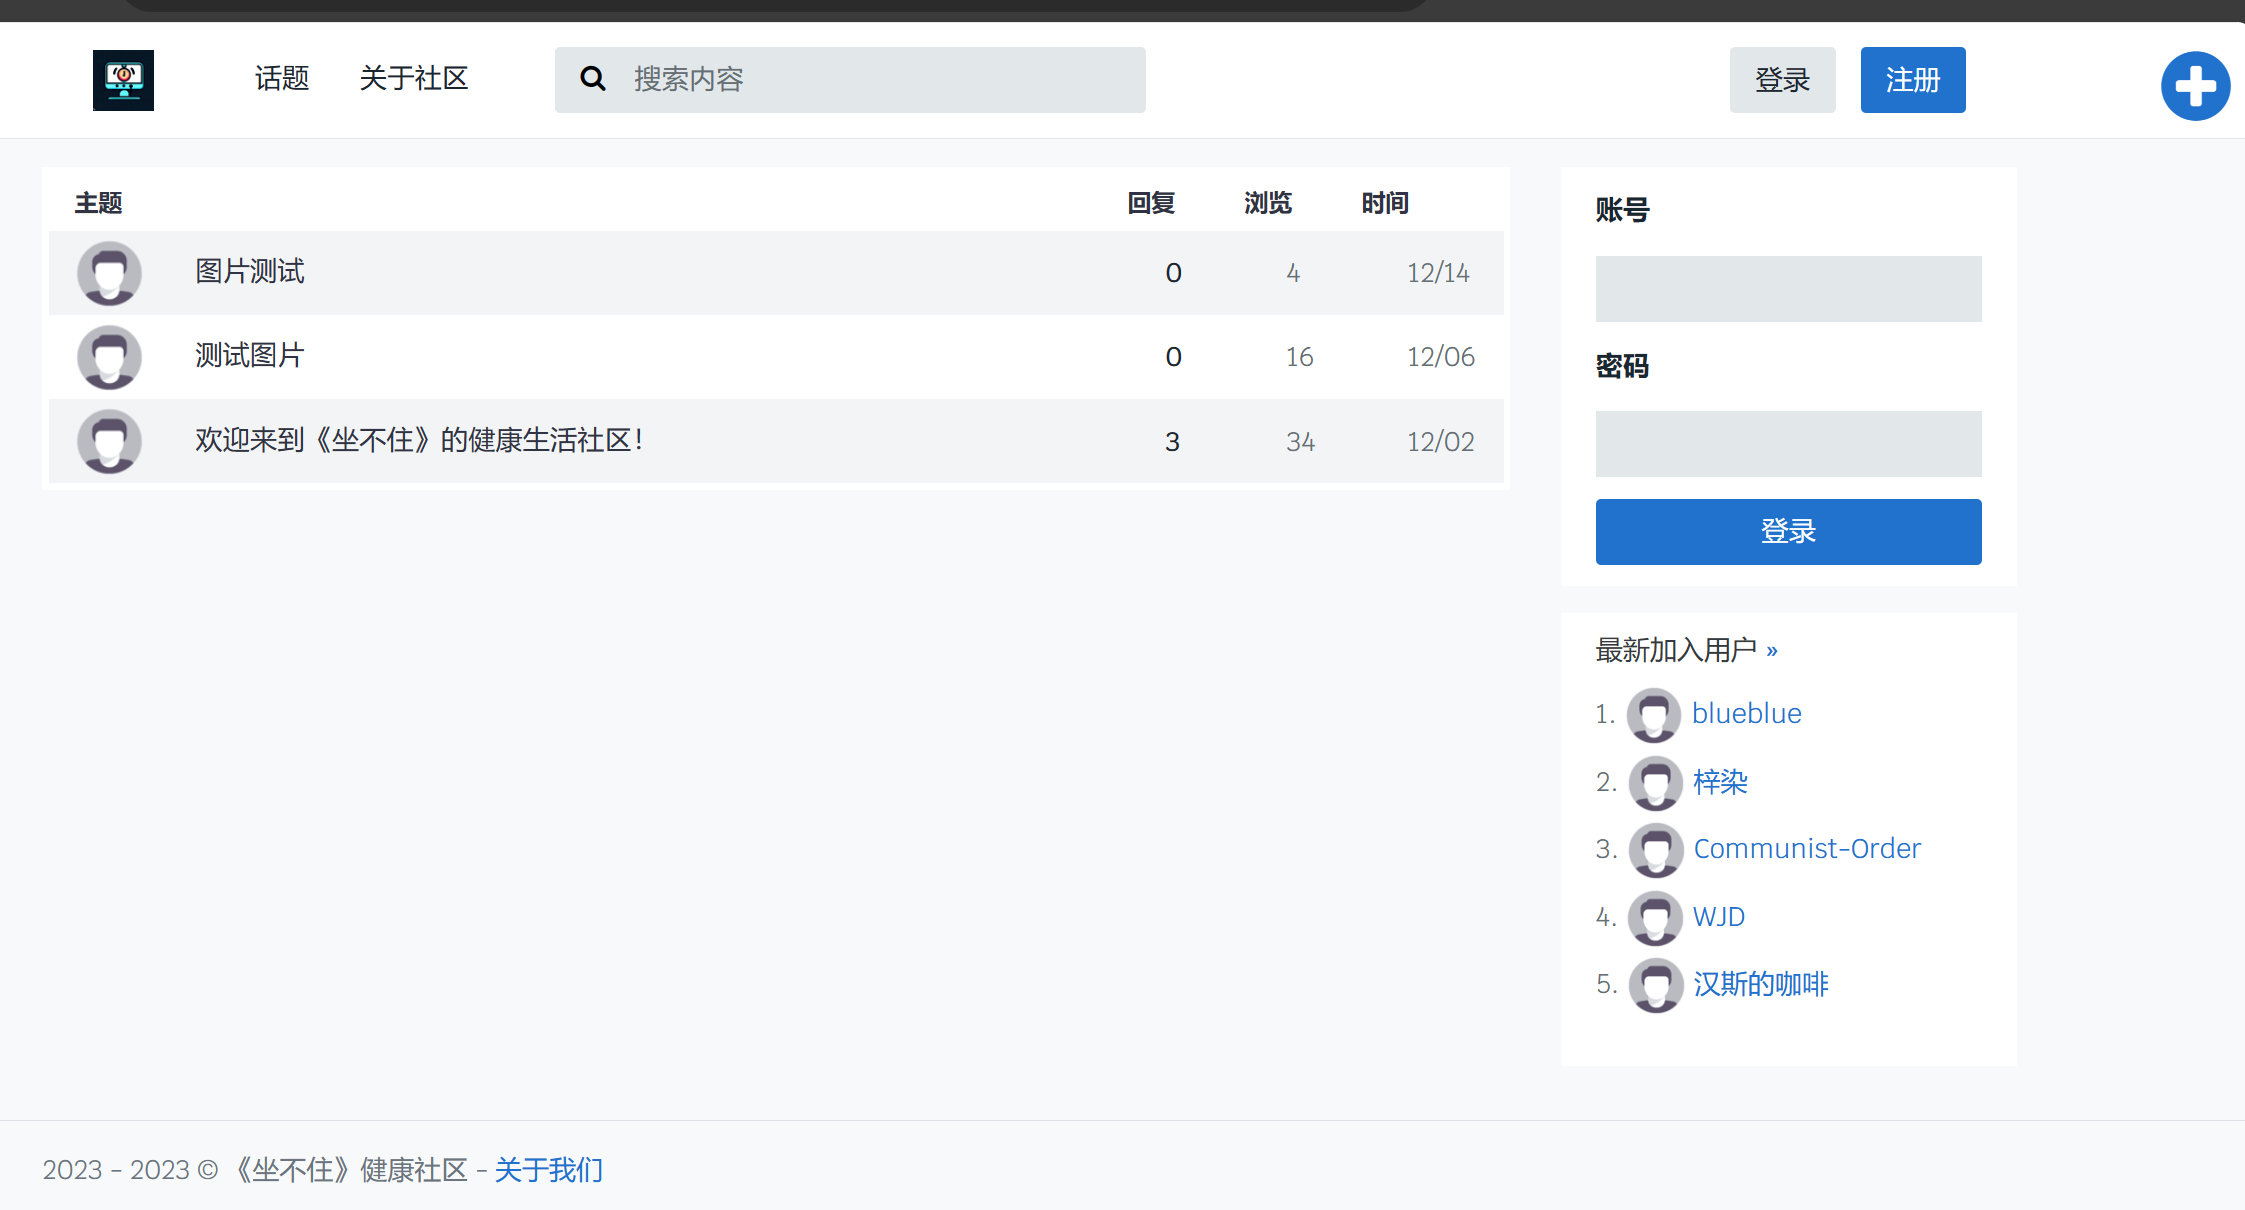 话题 关于社区 搜索内容 登录 注册
主题 回复 浏览 时间
图片测试 0 4 12/14
测试图片 0 16 12/06
欢迎来到《坐不住》的健康生活社区！ 3 34 12/02
账号
密码
登录
最新加入用户 »
1. blueblue
2. 梓染
3. Communist-Order
4. WJD
5. 汉斯的咖啡
2023 - 2023 © 《坐不住》健康社区 - 关于我们